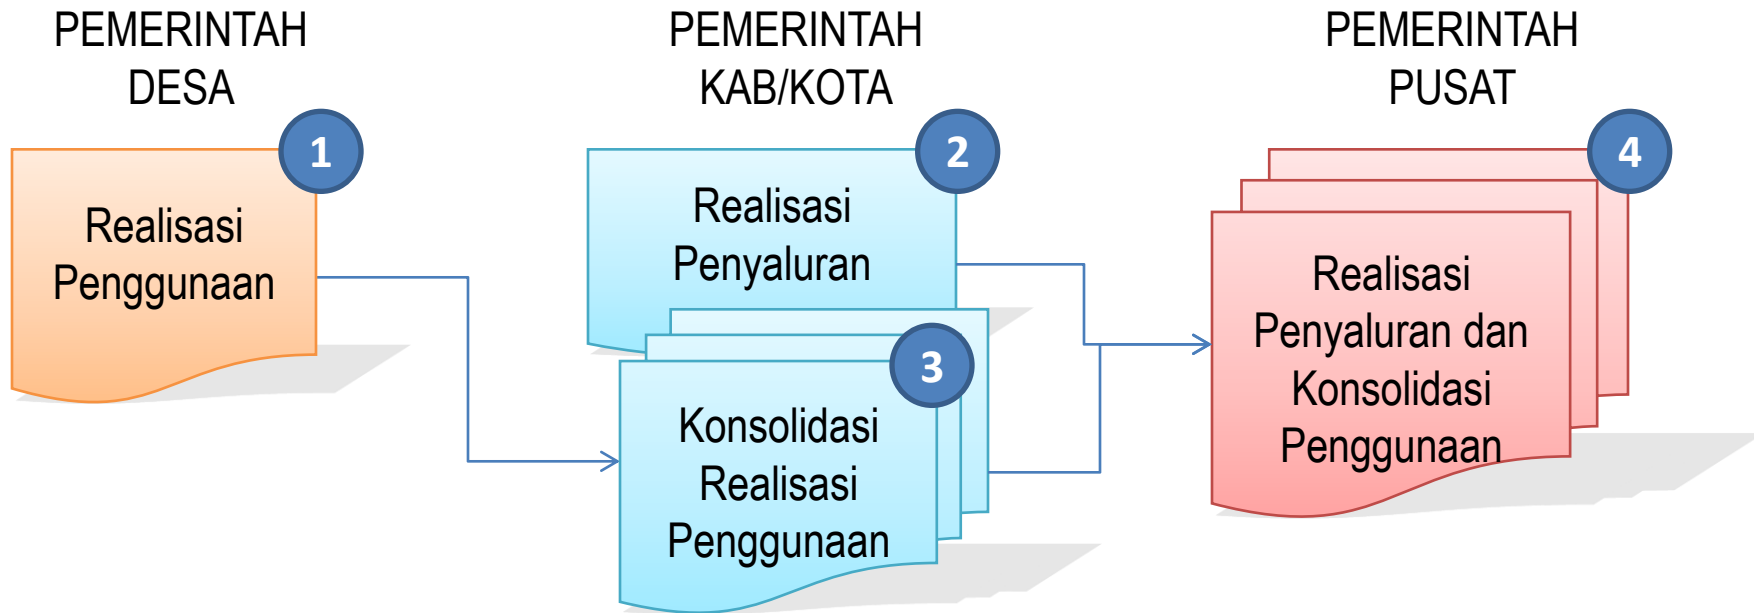 PEMERINTAH
DESA
1
Realisasi
Penggunaan
PEMERINTAH
KAB/KOTA
2
Realisasi
Penyaluran
3
Konsolidasi
Realisasi
Penggunaan
PEMERINTAH
PUSAT
4
Realisasi
Penyaluran dan
Konsolidasi
Penggunaan